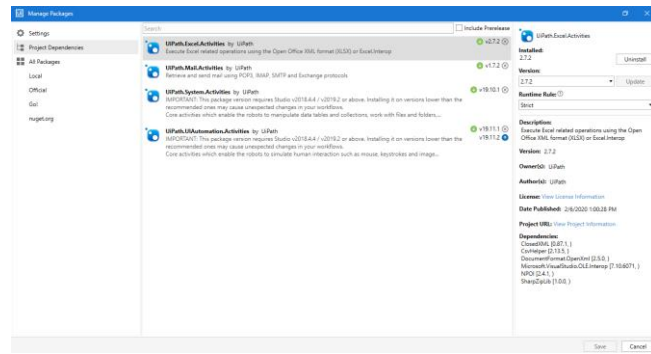 Manage Packages
Settings
Project Dependencies
All Packages
Local
Official
Go!
nuget.org
Search
Include Prerelease
UiPath.Excel.Activities by UiPath
v2.7.2
Execute Excel related operations using the Open Office XML format (XLSX) or Excel.Interop
UiPath.Mail.Activities by UiPath
v1.7.2
Retrieve and send mail using POP3, IMAP, SMTP and Exchange protocols
UiPath.System.Activities by UiPath
v19.10.1
IMPORTANT: This package requires Studio v2018.4.4 / v2019.2 or above. Installing it on versions lower than the
recommended ones may cause unexpected changes in your workflows.
Core activities which enable the robots to manipulate data tables and collections, work with files and folders,...
UiPath.UIAutomation.Activities by UiPath
v19.11.1
IMPORTANT: This package requires Studio v2018.4.4 / v2019.2 or above. Installing it on versions lower than the
v19.11.2
recommended ones may cause unexpected changes in your workflows.
Core activities which enable the robots to simulate human interaction such as mouse, keystrokes and image...
UiPath.Excel.Activities
Installed:
2.7.2
Uninstall
Version:
2.7.2
Update
Runtime Rule:
Strict
Description:
Execute Excel related operations using the Open
Office XML format (XLSX) or Excel.Interop
Version: 2.7.2
Owner(s): UiPath
Author(s): UiPath
License: View License Information
Date Published: 2/6/2020 1:00:28 PM
Project URL: View Project Information
Dependencies:
ClosedXML [0.87.1, )
CsvHelper [2.13.5, )
DocumentFormat.OpenXml [2.5.0, )
Microsoft.VisualStudio.OLE.Interop [7.10.6071, )
NPOI [2.4.1, )
SharpZipLib [1.0.0, )
Save
Cancel